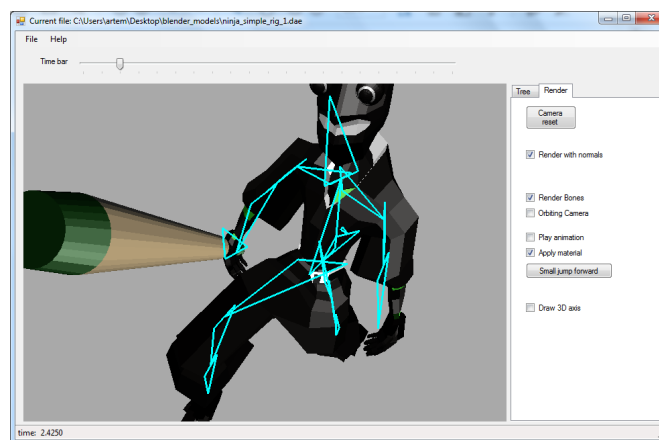 Current file: C:\Users\artem\Desktop\blender_models\ninja_simple_rig_1.dae
File Help
Time bar
Tree Render
Camera
reset
Render with normals
Render Bones
Orbiting Camera
Play animation
Apply material
Small jump forward
Draw 3D axis
time: 2.4250